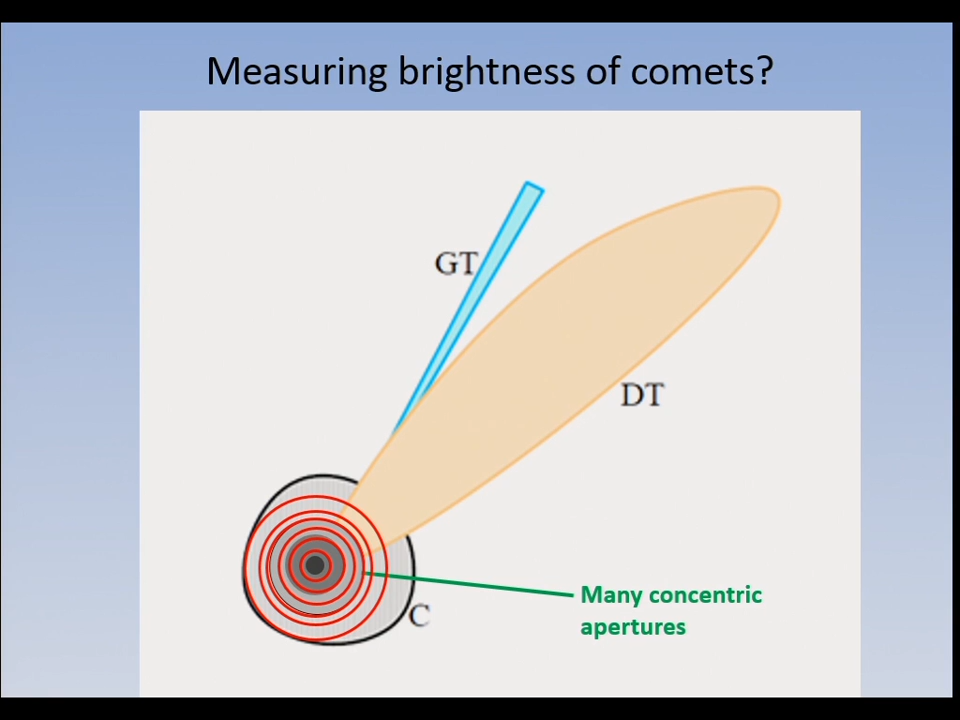 Measuring brightness of comets?
GT
DT
Many concentric
apertures
C